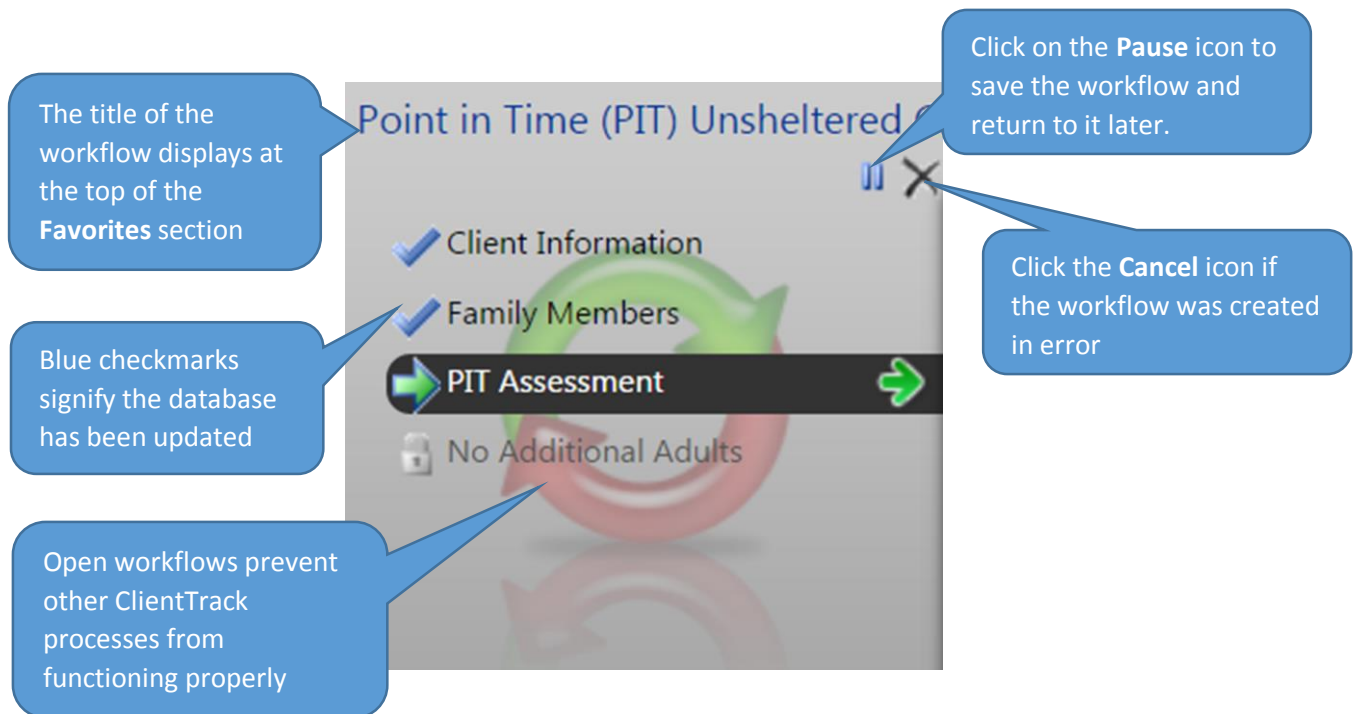 The title of the
workflow displays at
the top of the
Favorites section
Blue checkmarks
signify the database
has been updated
Open workflows prevent
other ClientTrack
processes from
functioning properly
Point in Time (PIT) Unsheltered
Client Information
Family Members
PIT Assessment
No Additional Adults
Click on the Pause icon to
save the workflow and
return to it later.
Click the Cancel icon if
the workflow was created
in error